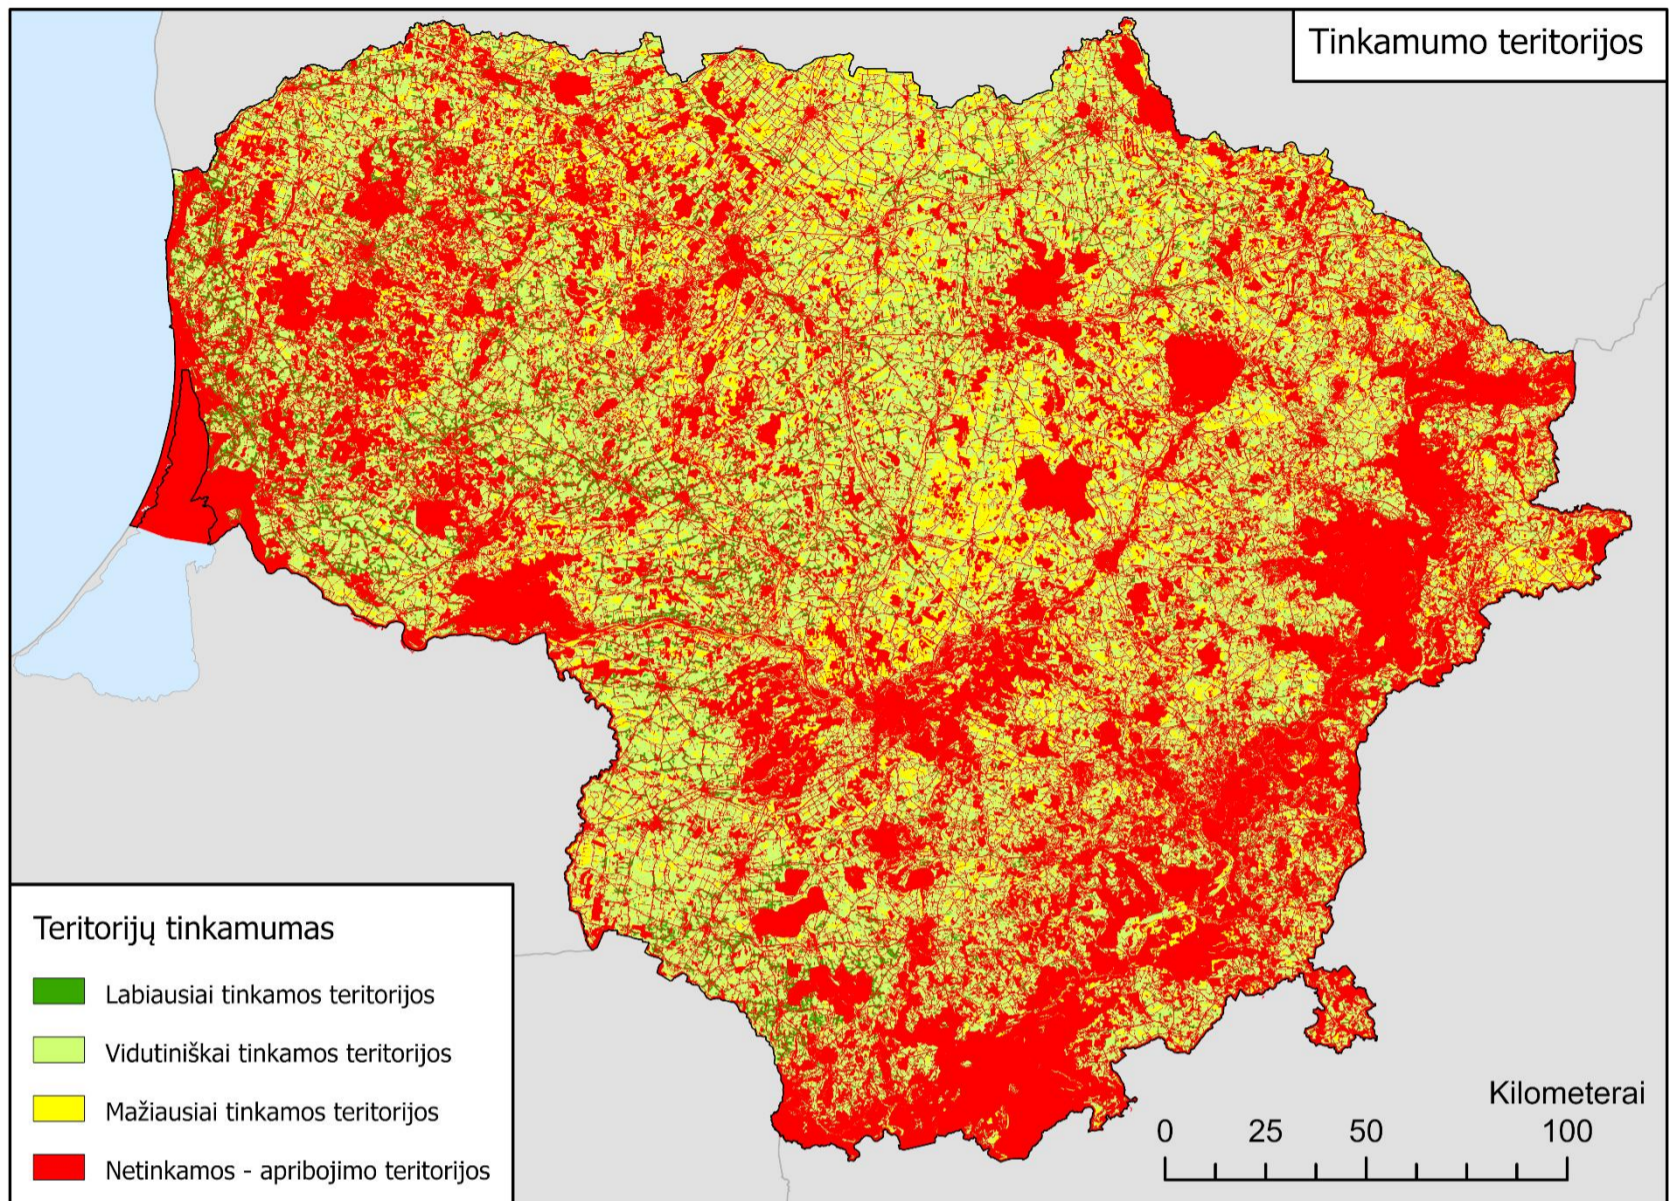 Tinkamumo teritorijos
Teritorijų tinkamumas
Labiausiai tinkamos teritorijos
Vidutiniškai tinkamos teritorijos
Mažiausiai tinkamos teritorijos
Netinkamos - apribojimo teritorijos
Kilometerai
0 25 50 100